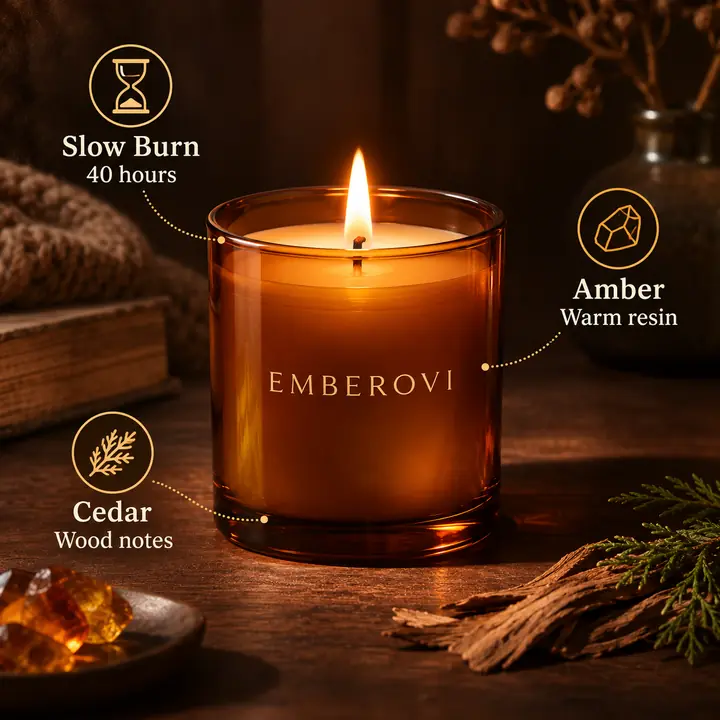 Slow Burn
40 hours
Amber
Warm resin
EMBEROVI
Cedar
Wood notes